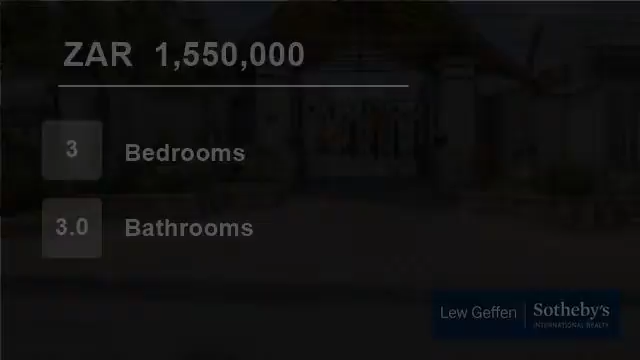 ZAR 1,550,000
3 Bedrooms
3.0 Bathrooms
Lew Geffen | Sotheby's
INTERNATIONAL REALTY